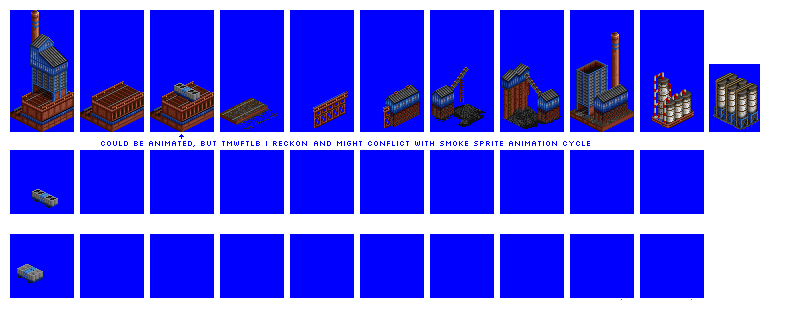 COULD BE ANIMATED, BUT TMWFTLB I RECKON AND MIGHT CONFLICT WITH SMOKE SPRITE ANIMATION CYCLE